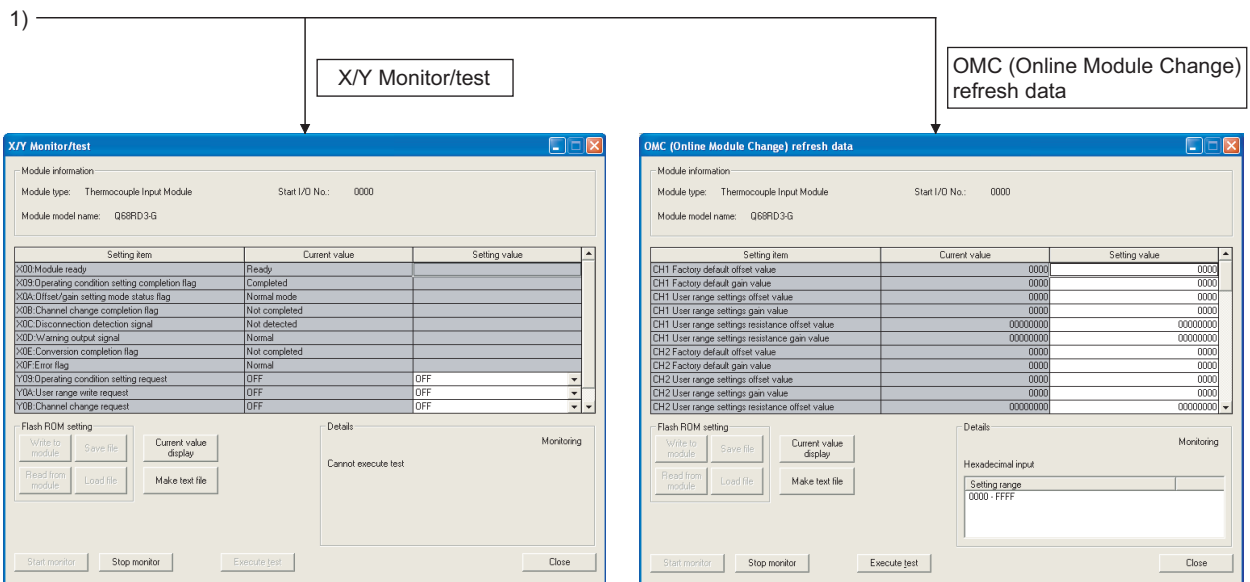 1)
X/Y Monitor/test
OMC (Online Module Change)
refresh data
X/Y Monitor/test
Module information
Module type: Thermocouple Input Module Start I/O No.: 0000
Module model name: Q68RD3-G
Setting item Current value Setting value
X00:Module ready Ready
X09:Operating condition setting completion flag Completed
X0A:Offset/gain setting mode status flag Normal mode
X0B:Channel change completion flag Not completed
X0C:Disconnection detection signal Not detected
X0D:Warning output signal Normal
X0E:Conversion completion flag Not completed
X0F:Error flag Normal
Y09:Operating condition setting request OFF OFF
Y0A:User range write request OFF OFF
Y0B:Channel change request OFF OFF
Flash ROM setting
Write to
module
Save file
Current value
display
Read from
module
Load file
Make text file
Details
Monitoring
Cannot execute test
Start monitor Stop monitor Execute test Close
OMC (Online Module Change) refresh data
Module information
Module type: Thermocouple Input Module Start I/O No.: 0000
Module model name: Q68RD3-G
Setting item Current value Setting value
CH1 Factory default offset value 0000 0000
CH1 Factory default gain value 0000 0000
CH1 User range settings offset value 0000 0000
CH1 User range settings gain value 0000 0000
CH1 User range settings resistance offset value 00000000 00000000
CH1 User range settings resistance gain value 00000000 00000000
CH2 Factory default offset value 0000 0000
CH2 Factory default gain value 0000 0000
CH2 User range settings offset value 0000 0000
CH2 User range settings gain value 0000 0000
CH2 User range settings resistance offset value 00000000 00000000
Flash ROM setting
Write to
module
Save file
Current value
display
Read from
module
Load file
Make text file
Details
Monitoring
Hexadecimal input
Setting range
0000 - FFFF
Start monitor Stop monitor Execute test Close